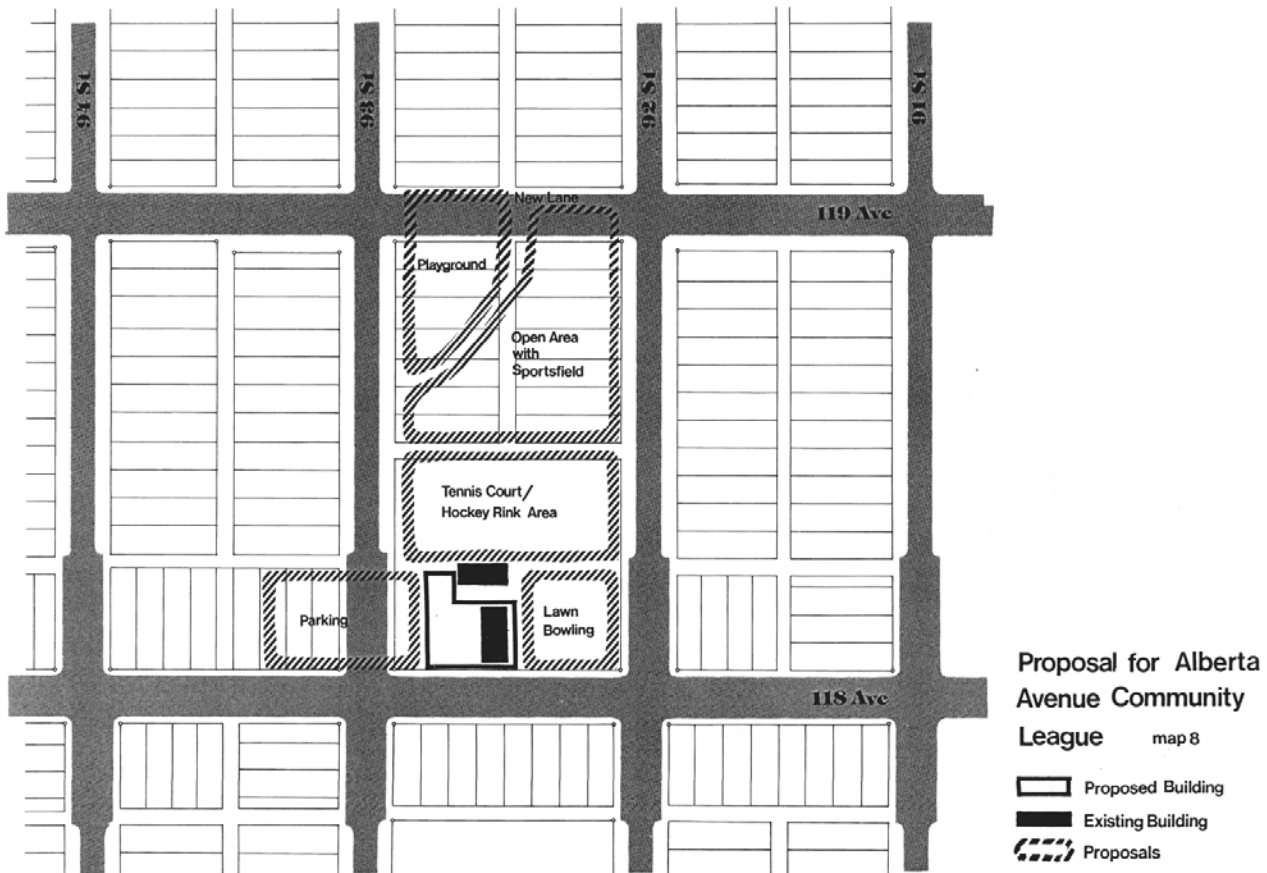 94 St
93 St
92 St
91 St
New Lane
119 Ave
Playground
Open Area
with
Sportsfield
Tennis Court/
Hockey Rink Area
Parking
Lawn
Bowling
118 Ave
Proposal for Alberta
Avenue Community
League map 8
Proposed Building
Existing Building
Proposals